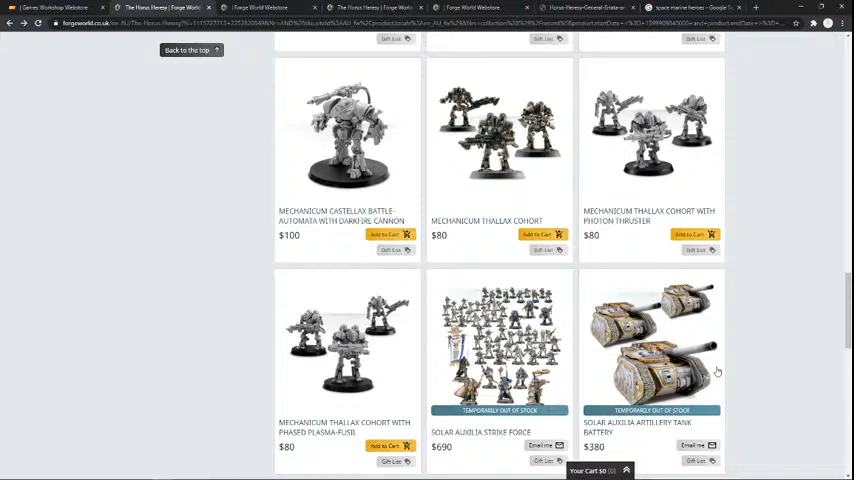 Games Workshop Webstore
The Horus Heresy | Forge World
| Forge World Webstore
The Horus Heresy | Forge World
| Forge World Webstore
Horus-Heresy-General-Errata-an
space marine heroes - Google S
Back to the top
Gift List
Gift List
Gift List
MECHANICUM CASTELLAX BATTLE-
AUTOMATA WITH DARKFIRE CANNON
$100
Add to Cart
Gift List
MECHANICUM THALLAX COHORT
$80
Add to Cart
Gift List
MECHANICUM THALLAX COHORT WITH
PHOTON THRUSTER
$80
Add to Cart
Gift List
MECHANICUM THALLAX COHORT WITH
PHASED PLASMA-FUSIL
$80
Add to Cart
Gift List
TEMPORARILY OUT OF STOCK
SOLAR AUXILIA STRIKE FORCE
$690
Email me
Gift List
TEMPORARILY OUT OF STOCK
SOLAR AUXILIA ARTILLERY TANK
BATTERY
$380
Email me
Gift List
Your Cart $0 (0)